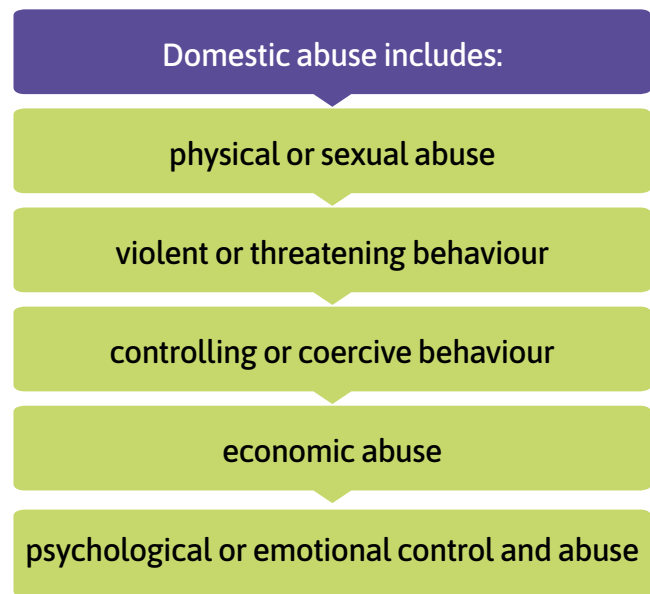 Domestic abuse includes:
physical or sexual abuse
violent or threatening behaviour
controlling or coercive behaviour
economic abuse
psychological or emotional control and abuse